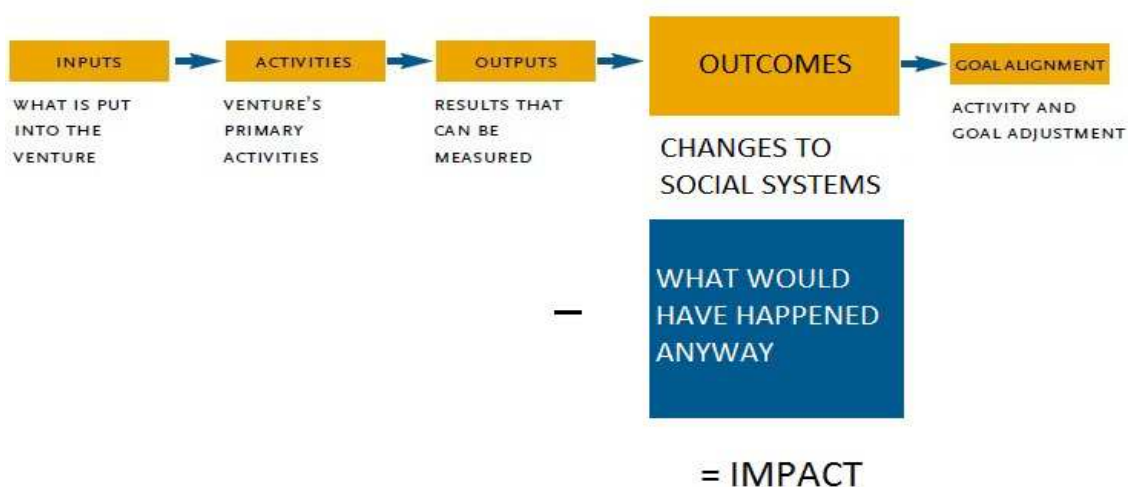 INPUTS
WHAT IS PUT
INTO THE
VENTURE
ACTIVITIES
VENTURE'S
PRIMARY
ACTIVITIES
OUTPUTS
RESULTS THAT
CAN BE
MEASURED
OUTCOMES
CHANGES TO
SOCIAL SYSTEMS
GOAL ALIGNMENT
ACTIVITY AND
GOAL ADJUSTMENT
–
WHAT WOULD
HAVE HAPPENED
ANYWAY
= IMPACT